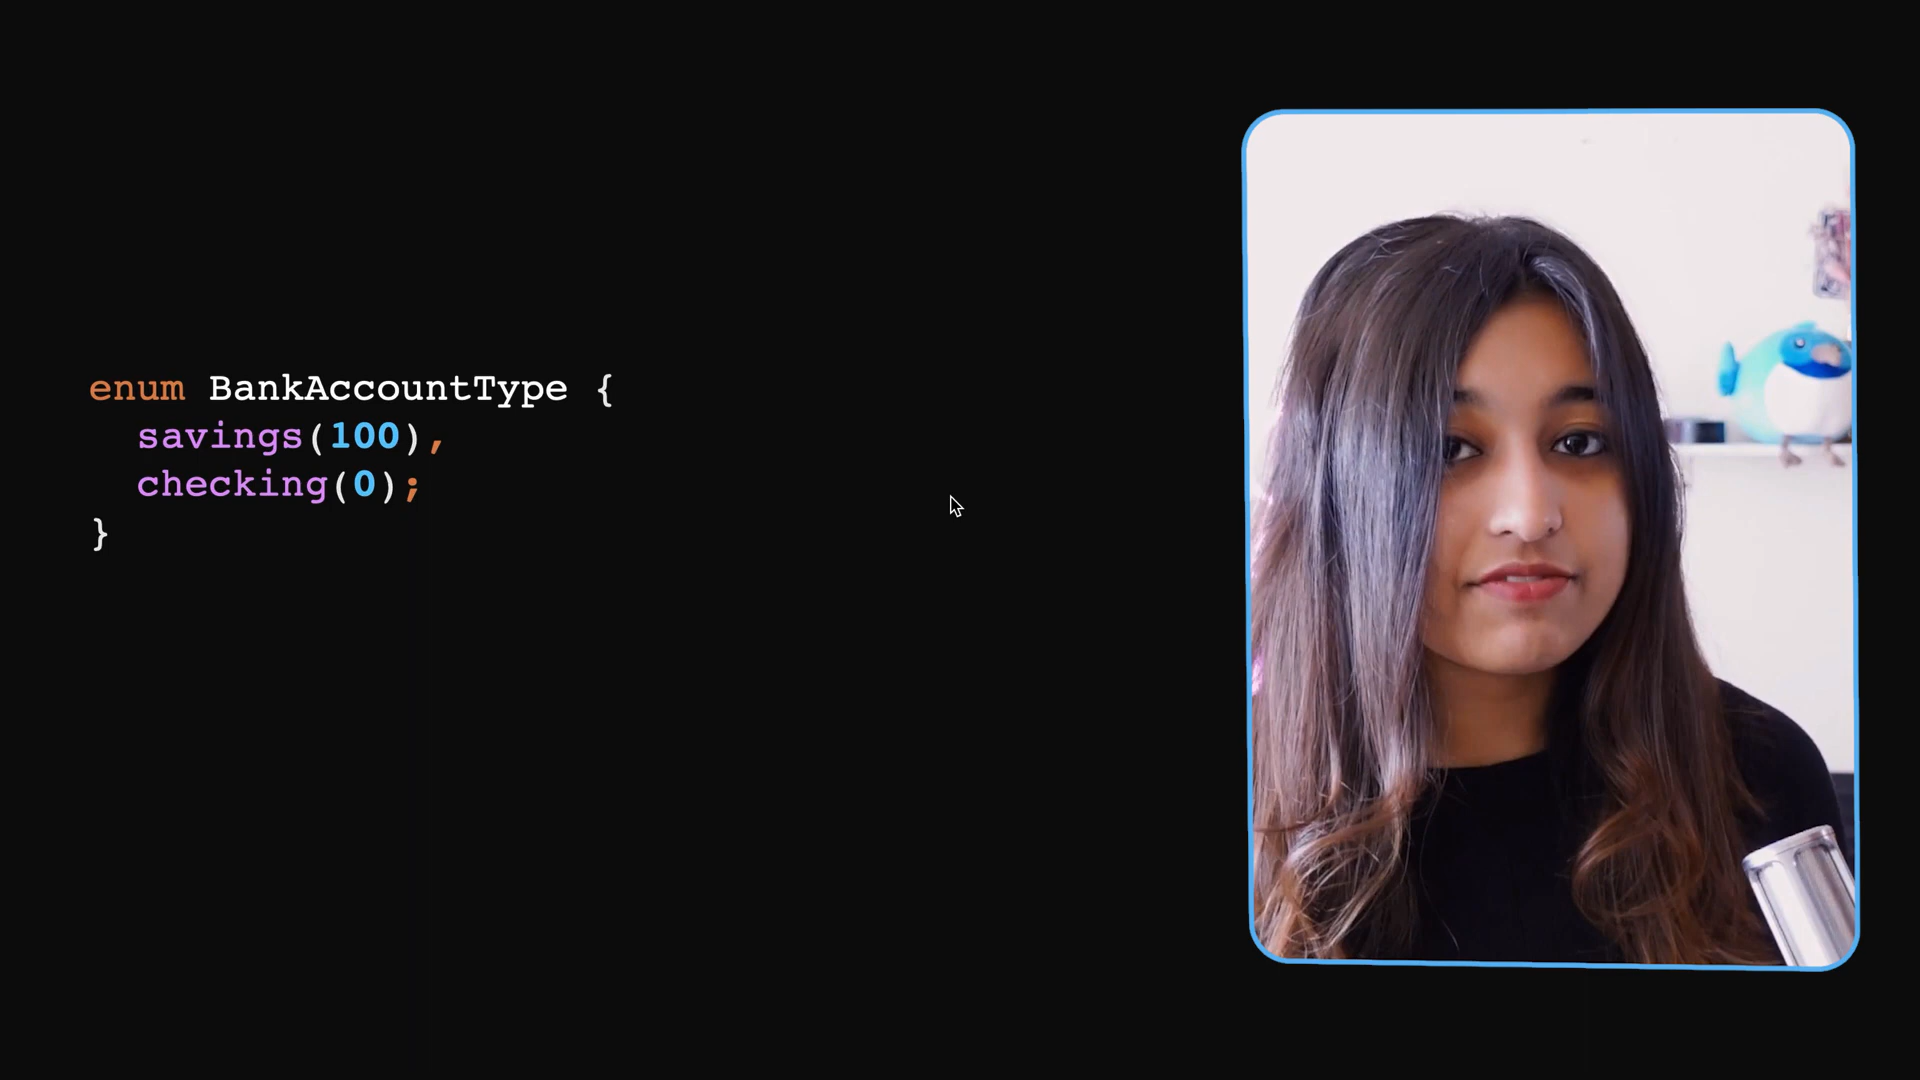 enum BankAccountType {
savings(100),
checking(0);
}